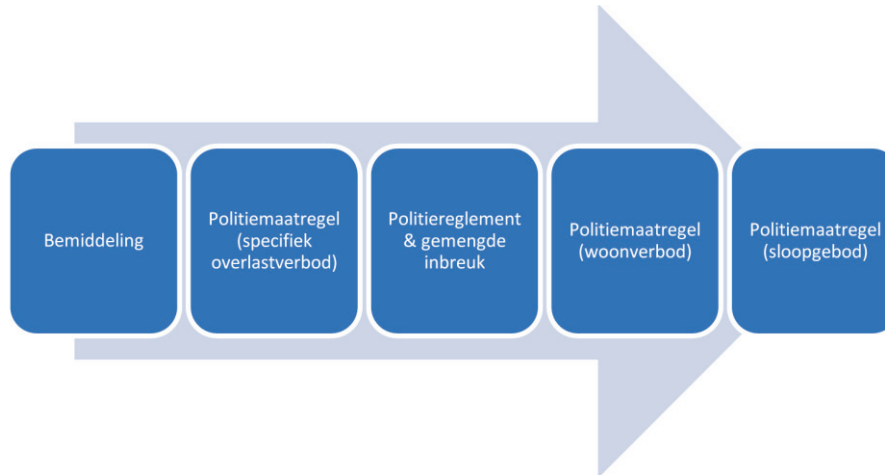 Bemiddeling
Politiemaatregel
(specifiek
overlastverbod)
Politiereglement
& gemengde
inbreuk
Politiemaatregel
(woonverbod)
Politiemaatregel
(sloopgebod)